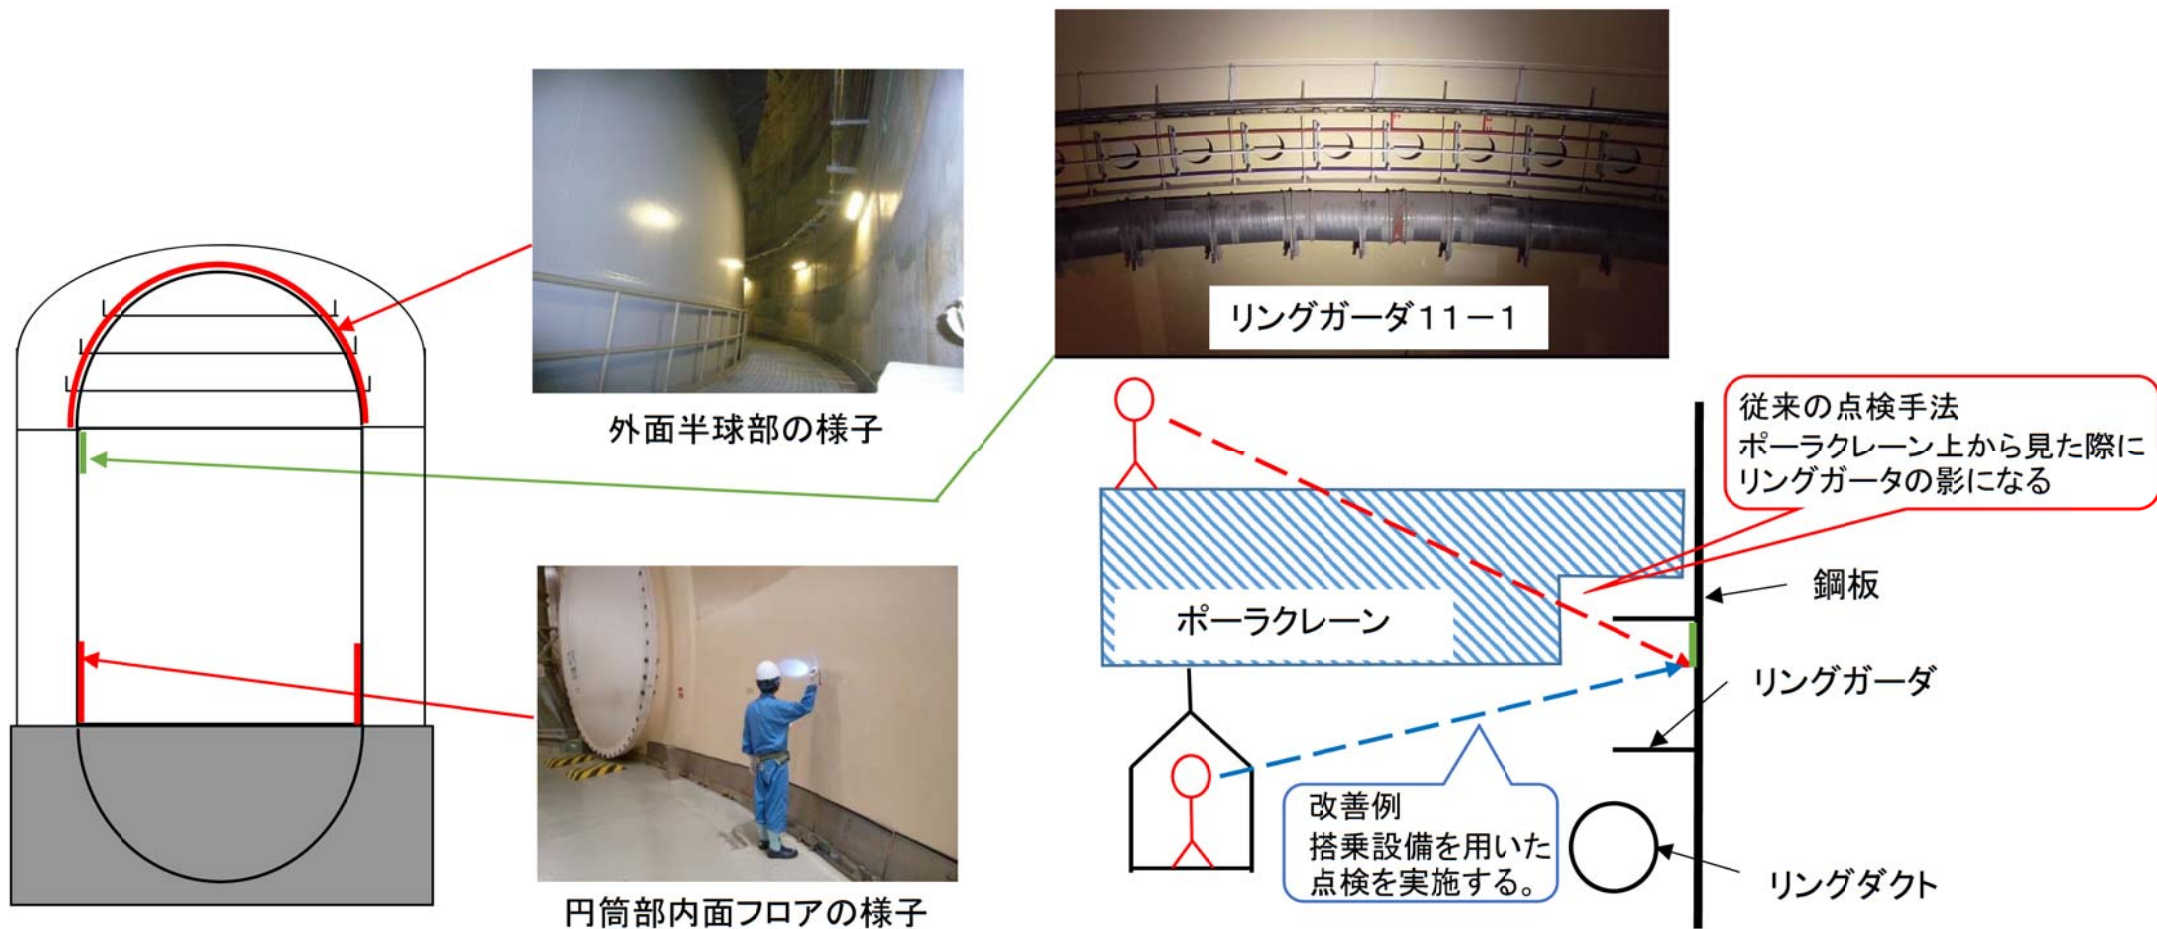 外面半球部の様子
リングガーダ11-1
従来の点検手法
ポーラクレーン上から見た際に
リングガータの影になる
鋼板
ポーラクレーン
リングガーダ
改善例
搭乗設備を用いた
点検を実施する。
リングダクト
円筒部内面フロアの様子